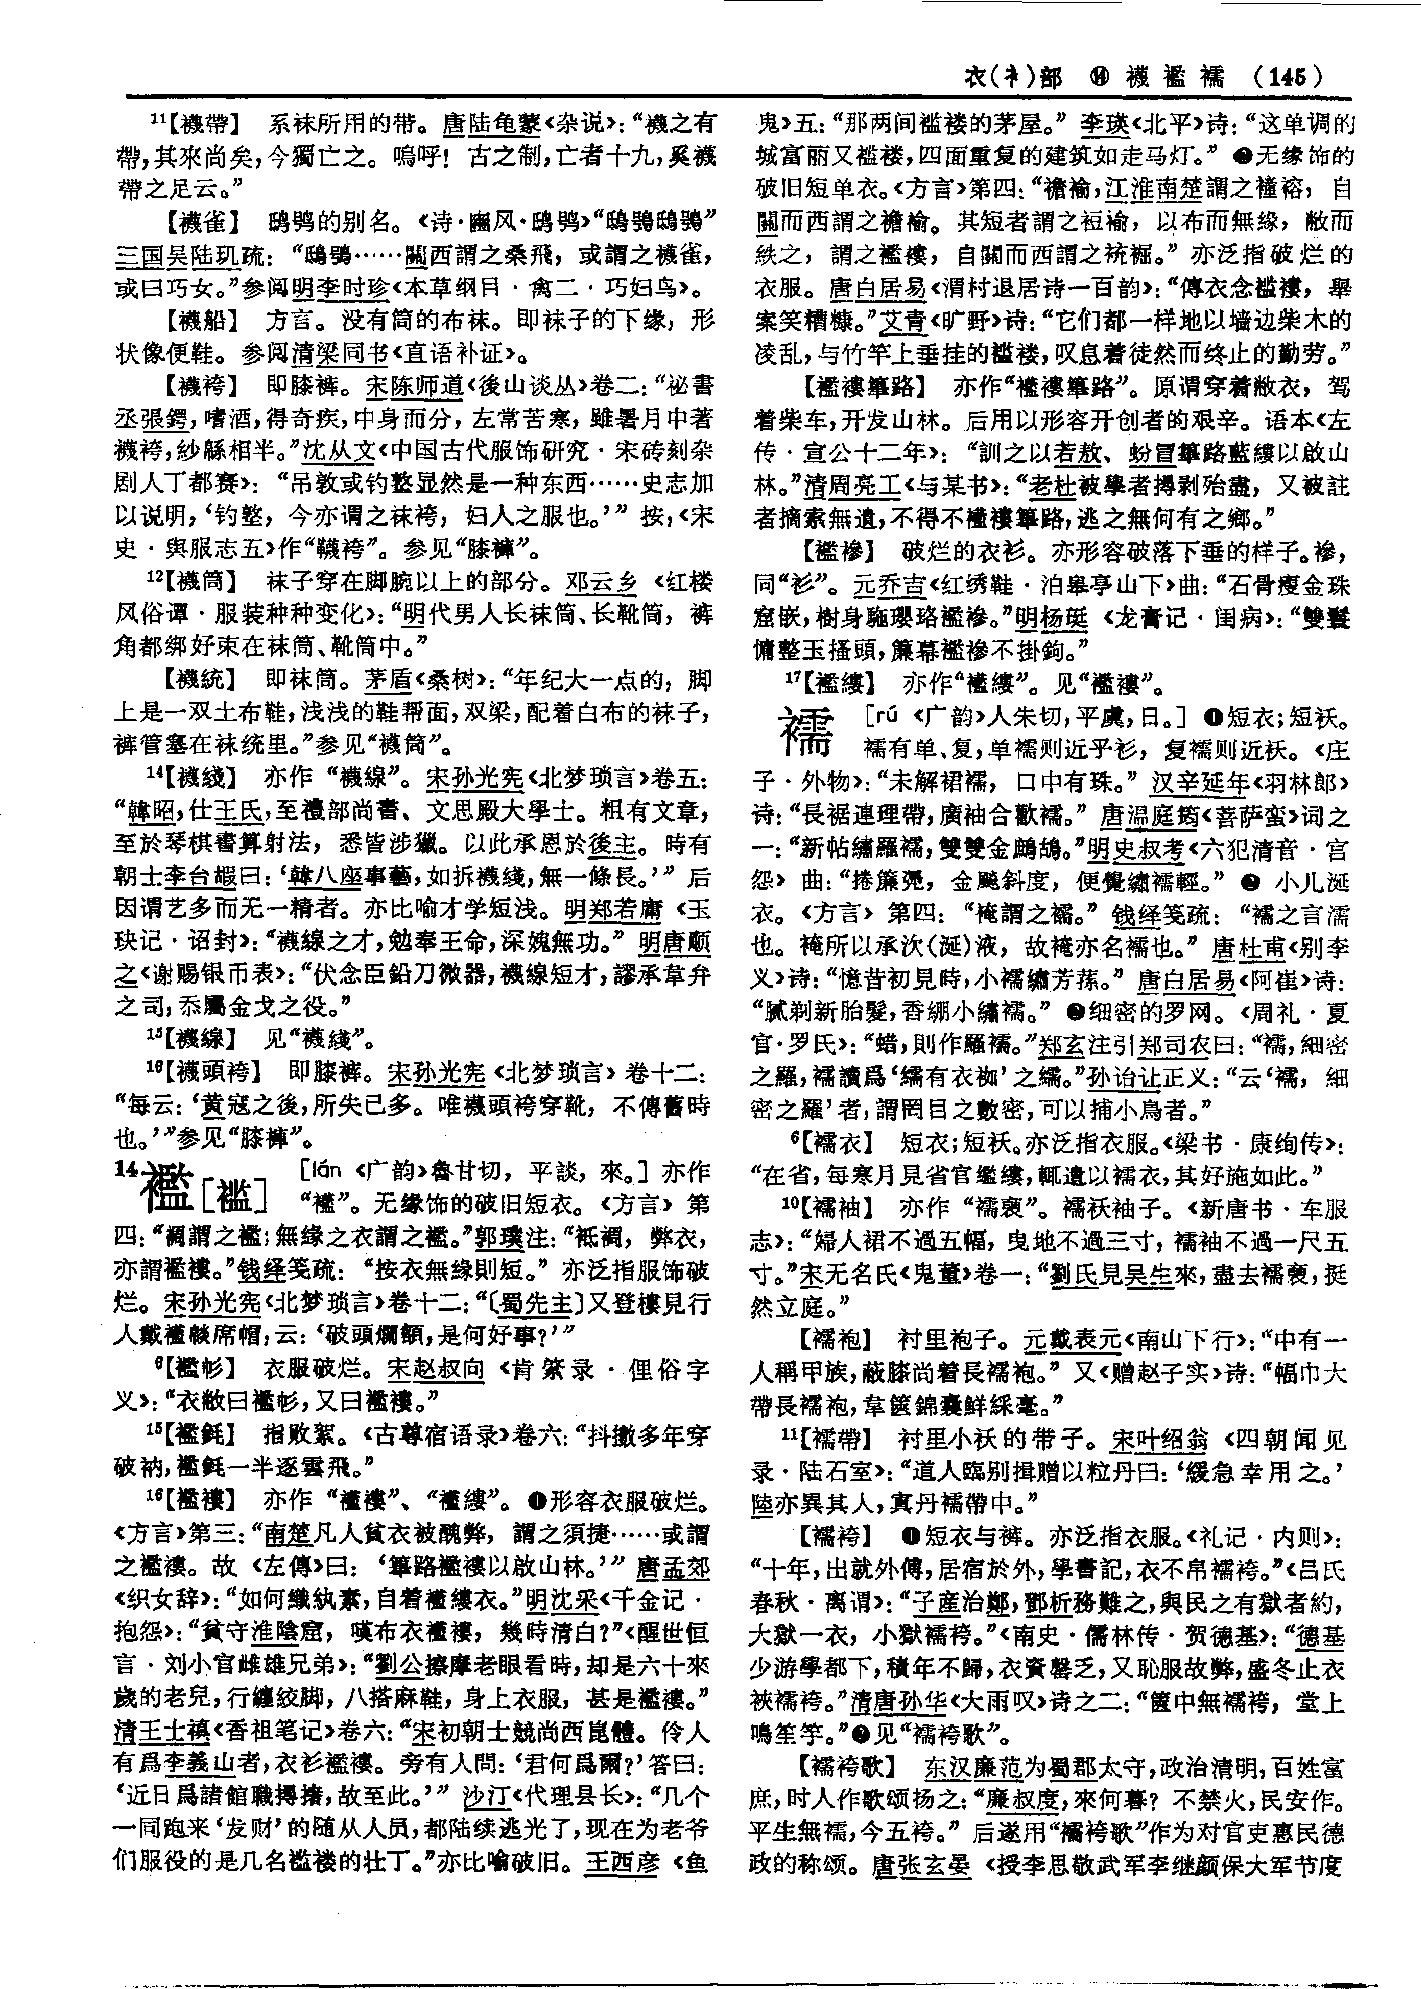 衣(衤)部 ⑭ 襪襤襦 (145)
¹¹【襪帶】 系袜所用的带。唐陆龟蒙《杂说》：“襪之有
帶，其來尚矣，今獨亡之。嗚呼！古之制，亡者十九，奚襪
帶之足云。”
【襪雀】 鸱鸮的别名。《诗·豳风·鸱鸮》“鴟鴞鴟鴞”
三国吴陆玑疏：“鴟鴞……關西謂之桑飛，或謂之襪雀，
或曰巧女。”参阅明李时珍《本草纲目·禽二·巧妇鸟》。
【襪船】 方言。没有筒的布袜。即袜子的下缘，形
状像便鞋。参阅清梁同书《直语补证》。
【襪袴】 即膝裤。宋陈师道《後山谈丛》卷二：“祕書
丞張鍔，嗜酒，得奇疾，中身而分，左常苦寒，雖暑月中著
襪袴，紗緜相半。”沈从文《中国古代服饰研究·宋砖刻杂
剧人丁都赛》：“吊敦或钓墪显然是一种东西……史志加
以说明，‘钓墪，今亦谓之袜袴，妇人之服也。’”按，《宋
史·舆服志五》作“韈袴”。参见“膝褲”。
¹²【襪筒】 袜子穿在脚腕以上的部分。邓云乡《红楼
风俗谭·服装种种变化》：“明代男人长袜筒、长靴筒，裤
角都绑好束在袜筒、靴筒中。”
【襪統】 即袜筒。茅盾《桑树》：“年纪大一点的，脚
上是一双土布鞋，浅浅的鞋帮面，双梁，配着白布的袜子，
裤管塞在袜统里。”参见“襪筒”。
¹⁴【襪綫】 亦作“襪線”。宋孙光宪《北梦琐言》卷五：
“韓昭，仕王氏，至禮部尚書、文思殿大學士。粗有文章，
至於琴棋書算射法，悉皆涉獵。以此承恩於後主。時有
朝士李台嘏曰：‘韓八座事藝，如拆襪綫，無一條長。’”后
因谓艺多而无一精者。亦比喻才学短浅。明郑若庸《玉
玦记·诏封》：“襪線之才，勉奉王命，深媿無功。”明唐顺
之《谢赐银币表》：“伏念臣鉛刀微器，襪線短才，謬承韋弁
之司，忝屬金戈之役。”
¹⁵【襪線】 见“襪綫”。
¹⁶【襪頭袴】 即膝裤。宋孙光宪《北梦琐言》卷十二：
“每云：‘黄寇之後，所失已多。唯襪頭袴穿靴，不傳舊時
也。’”参见“膝褲”。
14襤[褴] [lán 《广韵》魯甘切，平談，來。] 亦作
“繿”。无缘饰的破旧短衣。《方言》第
四：“裯謂之襤；無緣之衣謂之襤。”郭璞注：“衹裯，弊衣，
亦謂襤褸。”钱绎笺疏：“按衣無緣則短。”亦泛指服饰破
烂。宋孙光宪《北梦琐言》卷十二：“〔蜀先主〕又登樓見行
人戴襤 席帽，云：‘破頭爛額，是何好事？’”
⁶【襤䘠】 衣服破烂。宋赵叔向《肯綮录·俚俗字
义》：“衣敝曰襤䘠，又曰襤褸。”
¹⁵【襤毿】 指败絮。《古尊宿语录》卷六：“抖擻多年穿
破衲，襤毿一半逐雲飛。”
¹⁶【襤褸】 亦作“繿褸”、“繿縷”。❶形容衣服破烂。
《方言》第三：“南楚凡人貧衣被醜弊，謂之須捷……或謂
之襤褸。故《左傳》曰：‘篳路襤褸以啟山林。’”唐孟郊
《织女辞》：“如何織紈素，自着襤縷衣。”明沈采《千金记·
抱怨》：“貧守淮陰窟，嘆布衣襤褸，幾時清白？”《醒世恒
言·刘小官雌雄兄弟》：“劉公擦摩老眼看時，却是六十來
歲的老兒，行纏絞脚，八搭麻鞋，身上衣服，甚是襤褸。”
清王士禛《香祖笔记》卷六：“宋初朝士競尚西崑體。伶人
有爲李義山者，衣衫襤褸。旁有人問：‘君何爲爾？’答曰：
‘近日爲諸館職撏撦，故至此。’”沙汀《代理县长》：“几个
一同跑来‘发财’的随从人员，都陆续逃光了，现在为老爷
们服役的是几名褴褛的壮丁。”亦比喻破旧。王西彦《鱼
鬼》五：“那两间褴褛的茅屋。”李瑛《北平》诗：“这单调的
城富丽又褴褛，四面重复的建筑如走马灯。”❷无缘饰的
破旧短单衣。《方言》第四：“襜褕，江淮南楚謂之䙱褣，自
關而西謂之襜褕。其短者謂之裋褕，以布而無緣，敝而
紩之，謂之襤褸，自關而西謂之䘪䘿。”亦泛指破烂的
衣服。唐白居易《渭村退居诗一百韵》：“傳衣念襤褸，舉
案笑糟糠。”艾青《旷野》诗：“它们都一样地以墙边柴木的
凌乱，与竹竿上垂挂的褴褛，叹息着徒然而终止的勤劳。”
【襤褸篳路】 亦作“繿褸篳路”。原谓穿着敝衣，驾
着柴车，开发山林。后用以形容开创者的艰辛。语本《左
传·宣公十二年》：“訓之以若敖、蚡冒篳路藍縷以啟山
林。”清周亮工《与某书》：“老杜被學者撏剥殆盡，又被註
者摘索無遺，不得不襤褸篳路，逃之無何有之鄉。”
【襤襂】 破烂的衣衫。亦形容破落下垂的样子。襂，
同“衫”。元乔吉《红绣鞋·泊皋亭山下》曲：“石骨瘦金珠
窟嵌，樹身駞瓔珞襤襂。”明杨珽《龙膏记·闺病》：“雙鬟
慵整玉搔頭，簾幕襤襂不掛鉤。”
¹⁷【襤縷】 亦作“繿縷”。见“襤褸”。
襦 [rú 《广韵》人朱切，平虞，日。] ❶短衣；短袄。
襦有单、复，单襦则近乎衫，复襦则近袄。《庄
子·外物》：“未解裙襦，口中有珠。”汉辛延年《羽林郎》
诗：“長裾連理帶，廣袖合歡襦。”唐温庭筠《菩萨蛮》词之
一：“新帖繡羅襦，雙雙金鷓鴣。”明史叔考《六犯清音·宫
怨》曲：“捲簾旌，金飈斜度，便覺繡襦輕。”❷小儿涎
衣。《方言》第四：“裺謂之襦。”钱绎笺疏：“襦之言濡
也。裺所以承次(涎)液，故裺亦名襦也。”唐杜甫《别李
义》诗：“憶昔初見時，小襦繡芳蓀。”唐白居易《阿崔》诗：
“膩剃新胎髮，香繃小繡襦。”❸细密的罗网。《周礼·夏
官·罗氏》：“蜡，則作羅襦。”郑玄注引郑司农曰：“襦，細密
之羅，襦讀爲‘繻有衣袽’之繻。”孙诒让正义：“云‘襦，細
密之羅’者，謂罔目之數密，可以捕小鳥者。”
⁶【襦衣】 短衣；短袄。亦泛指衣服。《梁书·康绚传》：
“在省，每寒月見省官繿縷，輒遺以襦衣，其好施如此。”
¹⁰【襦袖】 亦作“襦褎”。襦袄袖子。《新唐书·车服
志》：“婦人裙不過五幅，曳地不過三寸，襦袖不過一尺五
寸。”宋无名氏《鬼董》卷一：“劉氏見吴生來，盡去襦褎，挺
然立庭。”
【襦袍】 衬里袍子。元戴表元《南山下行》：“中有一
人稱甲族，蔽膝尚着長襦袍。”又《赠赵子实》诗：“幅巾大
帶長襦袍，韋篋錦囊鮮綵毫。”
¹¹【襦帶】 衬里小袄的带子。宋叶绍翁《四朝闻见
录·陆石室》：“道人臨别揖贈以粒丹曰：‘緩急幸用之。’
陸亦異其人，寘丹襦帶中。”
【襦袴】 ❶短衣与裤。亦泛指衣服。《礼记·内则》：
“十年，出就外傅，居宿於外，學書記，衣不帛襦袴。”《吕氏
春秋·离谓》：“子産治鄭，鄧析務難之，與民之有獄者約，
大獄一衣，小獄襦袴。”《南史·儒林传·贺德基》：“德基
少游學都下，積年不歸，衣資罄乏，又恥服故弊，盛冬止衣
裌襦袴。”清唐孙华《大雨叹》诗之二：“篋中無襦袴，堂上
鳴笙竽。”❷见“襦袴歌”。
【襦袴歌】 东汉廉范为蜀郡太守，政治清明，百姓富
庶，时人作歌颂扬之：“廉叔度，來何暮？不禁火，民安作。
平生無襦，今五袴。”后遂用“襦袴歌”作为对官吏惠民德
政的称颂。唐张玄晏《授李思敬武军李继颜保大军节度